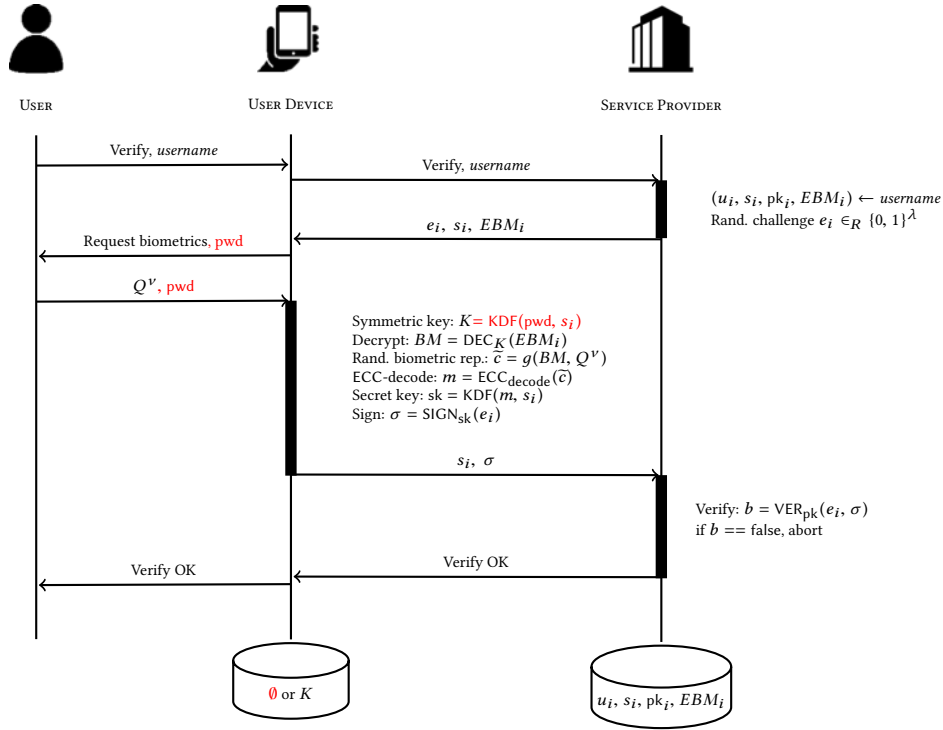 User
User Device
Service Provider
Verify, username
Verify, username
(u_i, s_i, pk_i, EBM_i) ← username
Rand. challenge e_i ∈_R {0, 1}^λ
e_i, s_i, EBM_i
Request biometrics, pwd
Q^ν, pwd
Symmetric key: K= KDF(pwd, s_i)
Decrypt: BM = DEC_K(EBM_i)
Rand. biometric rep.: c̃ = g(BM, Q^ν)
ECC-decode: m = ECC_decode(c̃)
Secret key: sk = KDF(m, s_i)
Sign: σ = SIGN_sk(e_i)
s_i, σ
Verify: b = VER_pk(e_i, σ)
if b == false, abort
Verify OK
Verify OK
∅ or K
u_i, s_i, pk_i, EBM_i